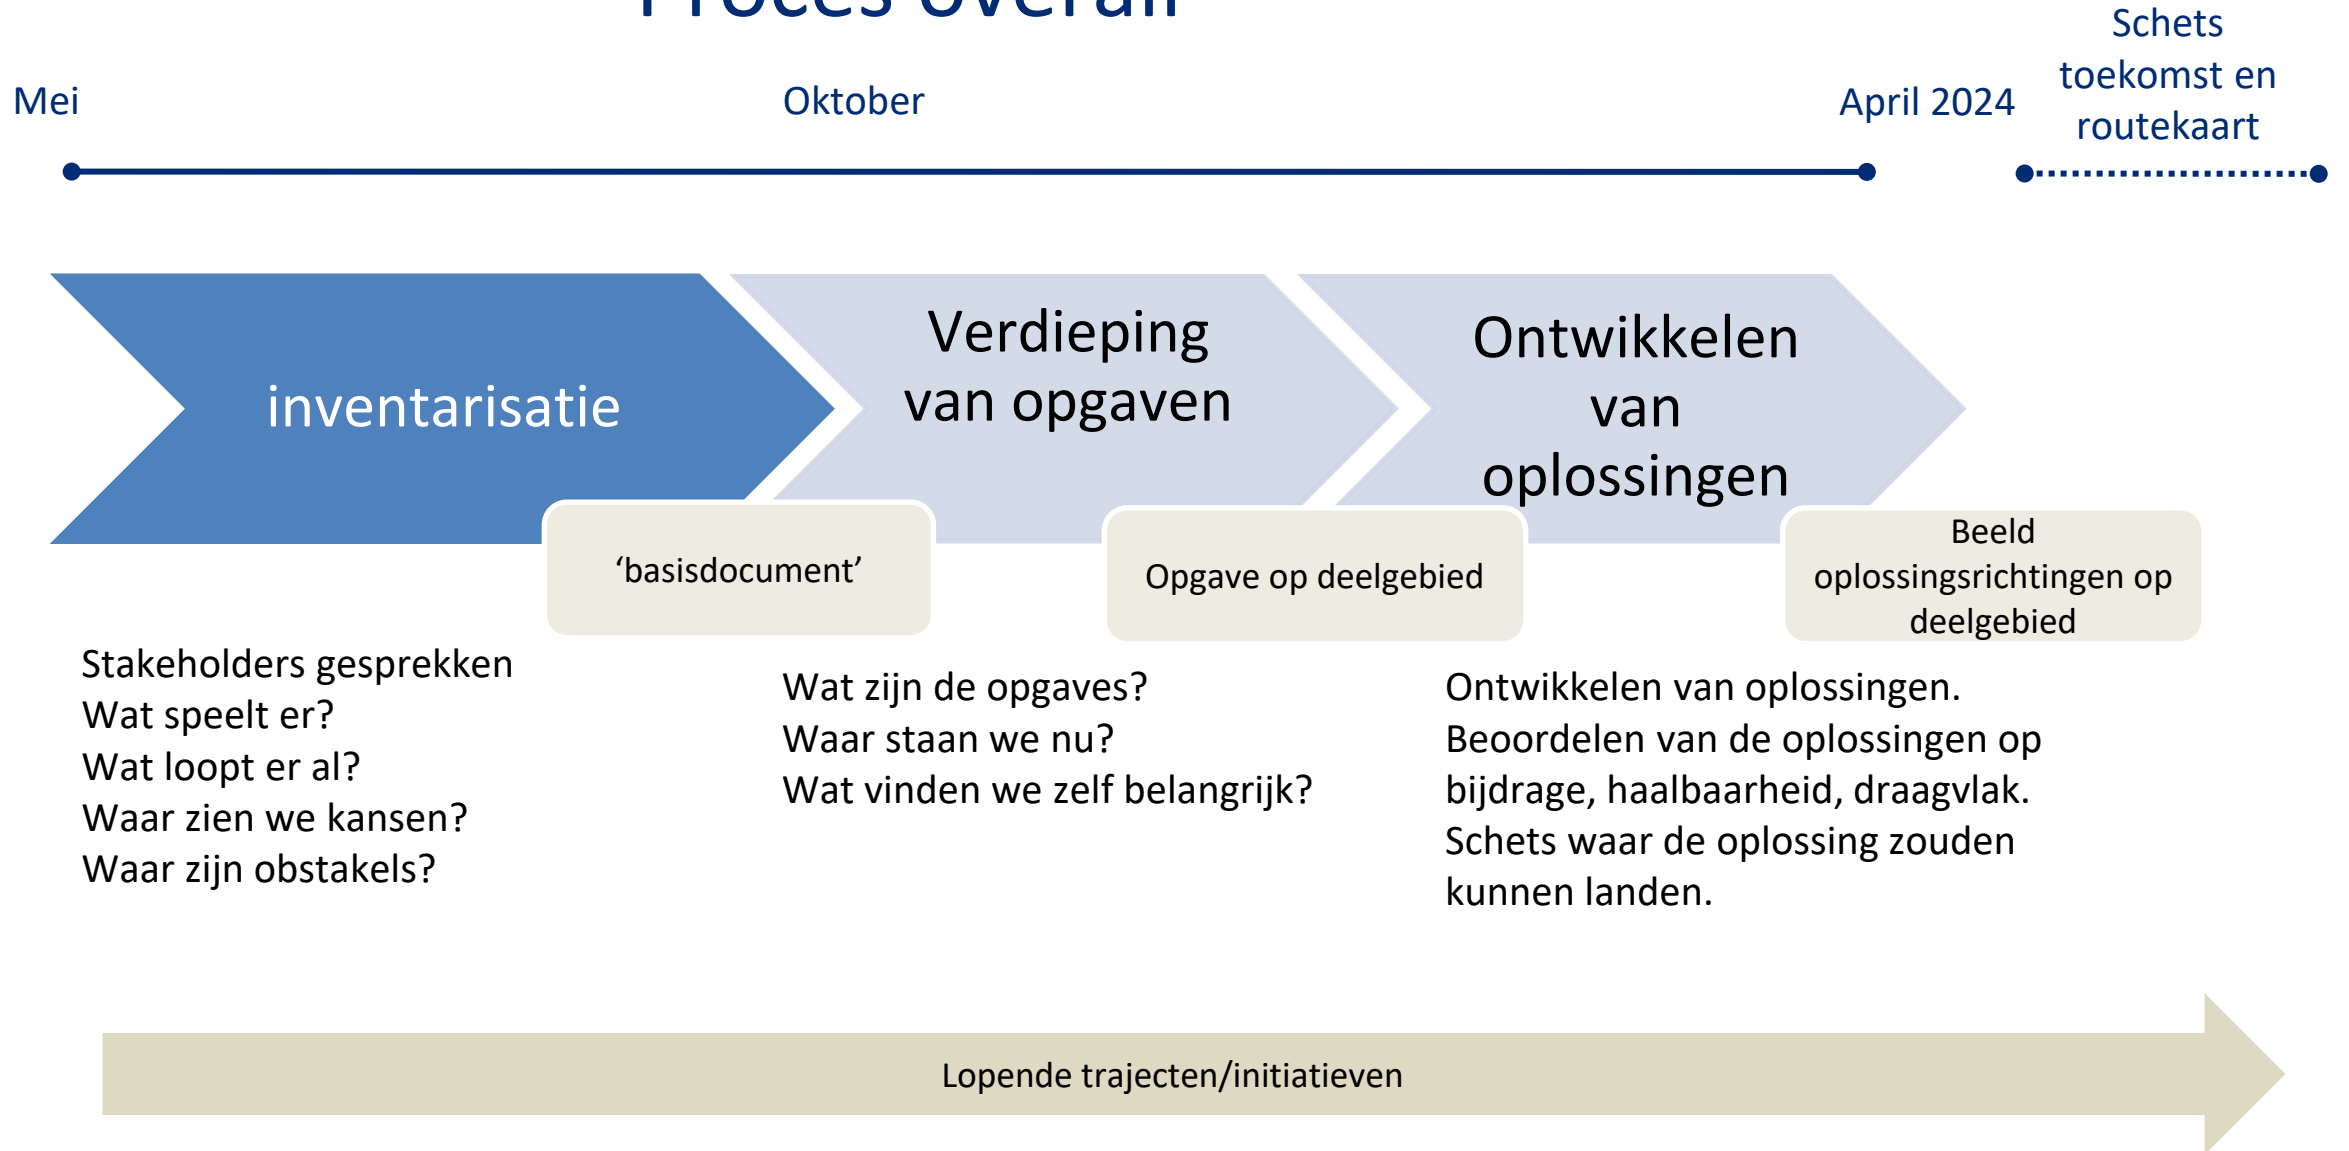 Proces overall
Schets
toekomst en
routekaart
Mei
Oktober
April 2024
inventarisatie
Verdieping
van opgaven
Ontwikkelen
van
oplossingen
‘basisdocument’
Opgave op deelgebied
Beeld
oplossingsrichtingen op
deelgebied
Stakeholders gesprekken
Wat speelt er?
Wat loopt er al?
Waar zien we kansen?
Waar zijn obstakels?
Wat zijn de opgaves?
Waar staan we nu?
Wat vinden we zelf belangrijk?
Ontwikkelen van oplossingen.
Beoordelen van de oplossingen op
bijdrage, haalbaarheid, draagvlak.
Schets waar de oplossing zouden
kunnen landen.
Lopende trajecten/initiatieven